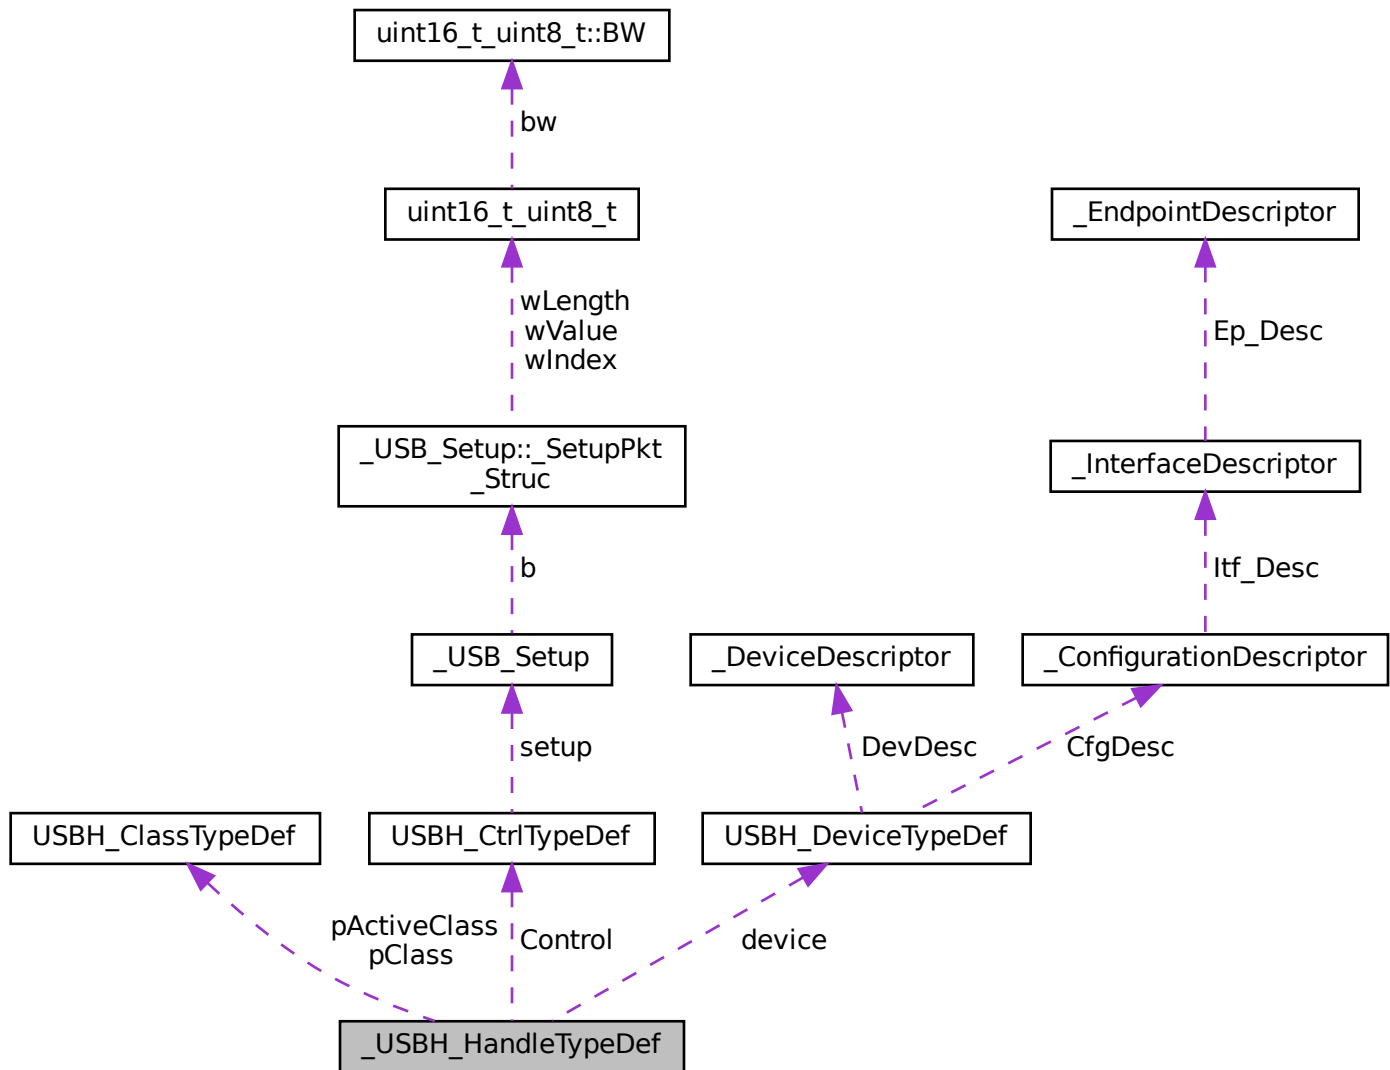 uint16_t_uint8_t::BW
bw
uint16_t_uint8_t
_EndpointDescriptor
wLength
wValue
wIndex
Ep_Desc
_USB_Setup::_SetupPkt
_Struc
_InterfaceDescriptor
b
Itf_Desc
_USB_Setup
_DeviceDescriptor
_ConfigurationDescriptor
setup
DevDesc
CfgDesc
USBH_ClassTypeDef
USBH_CtrlTypeDef
USBH_DeviceTypeDef
pActiveClass
pClass
Control
device
_USBH_HandleTypeDef